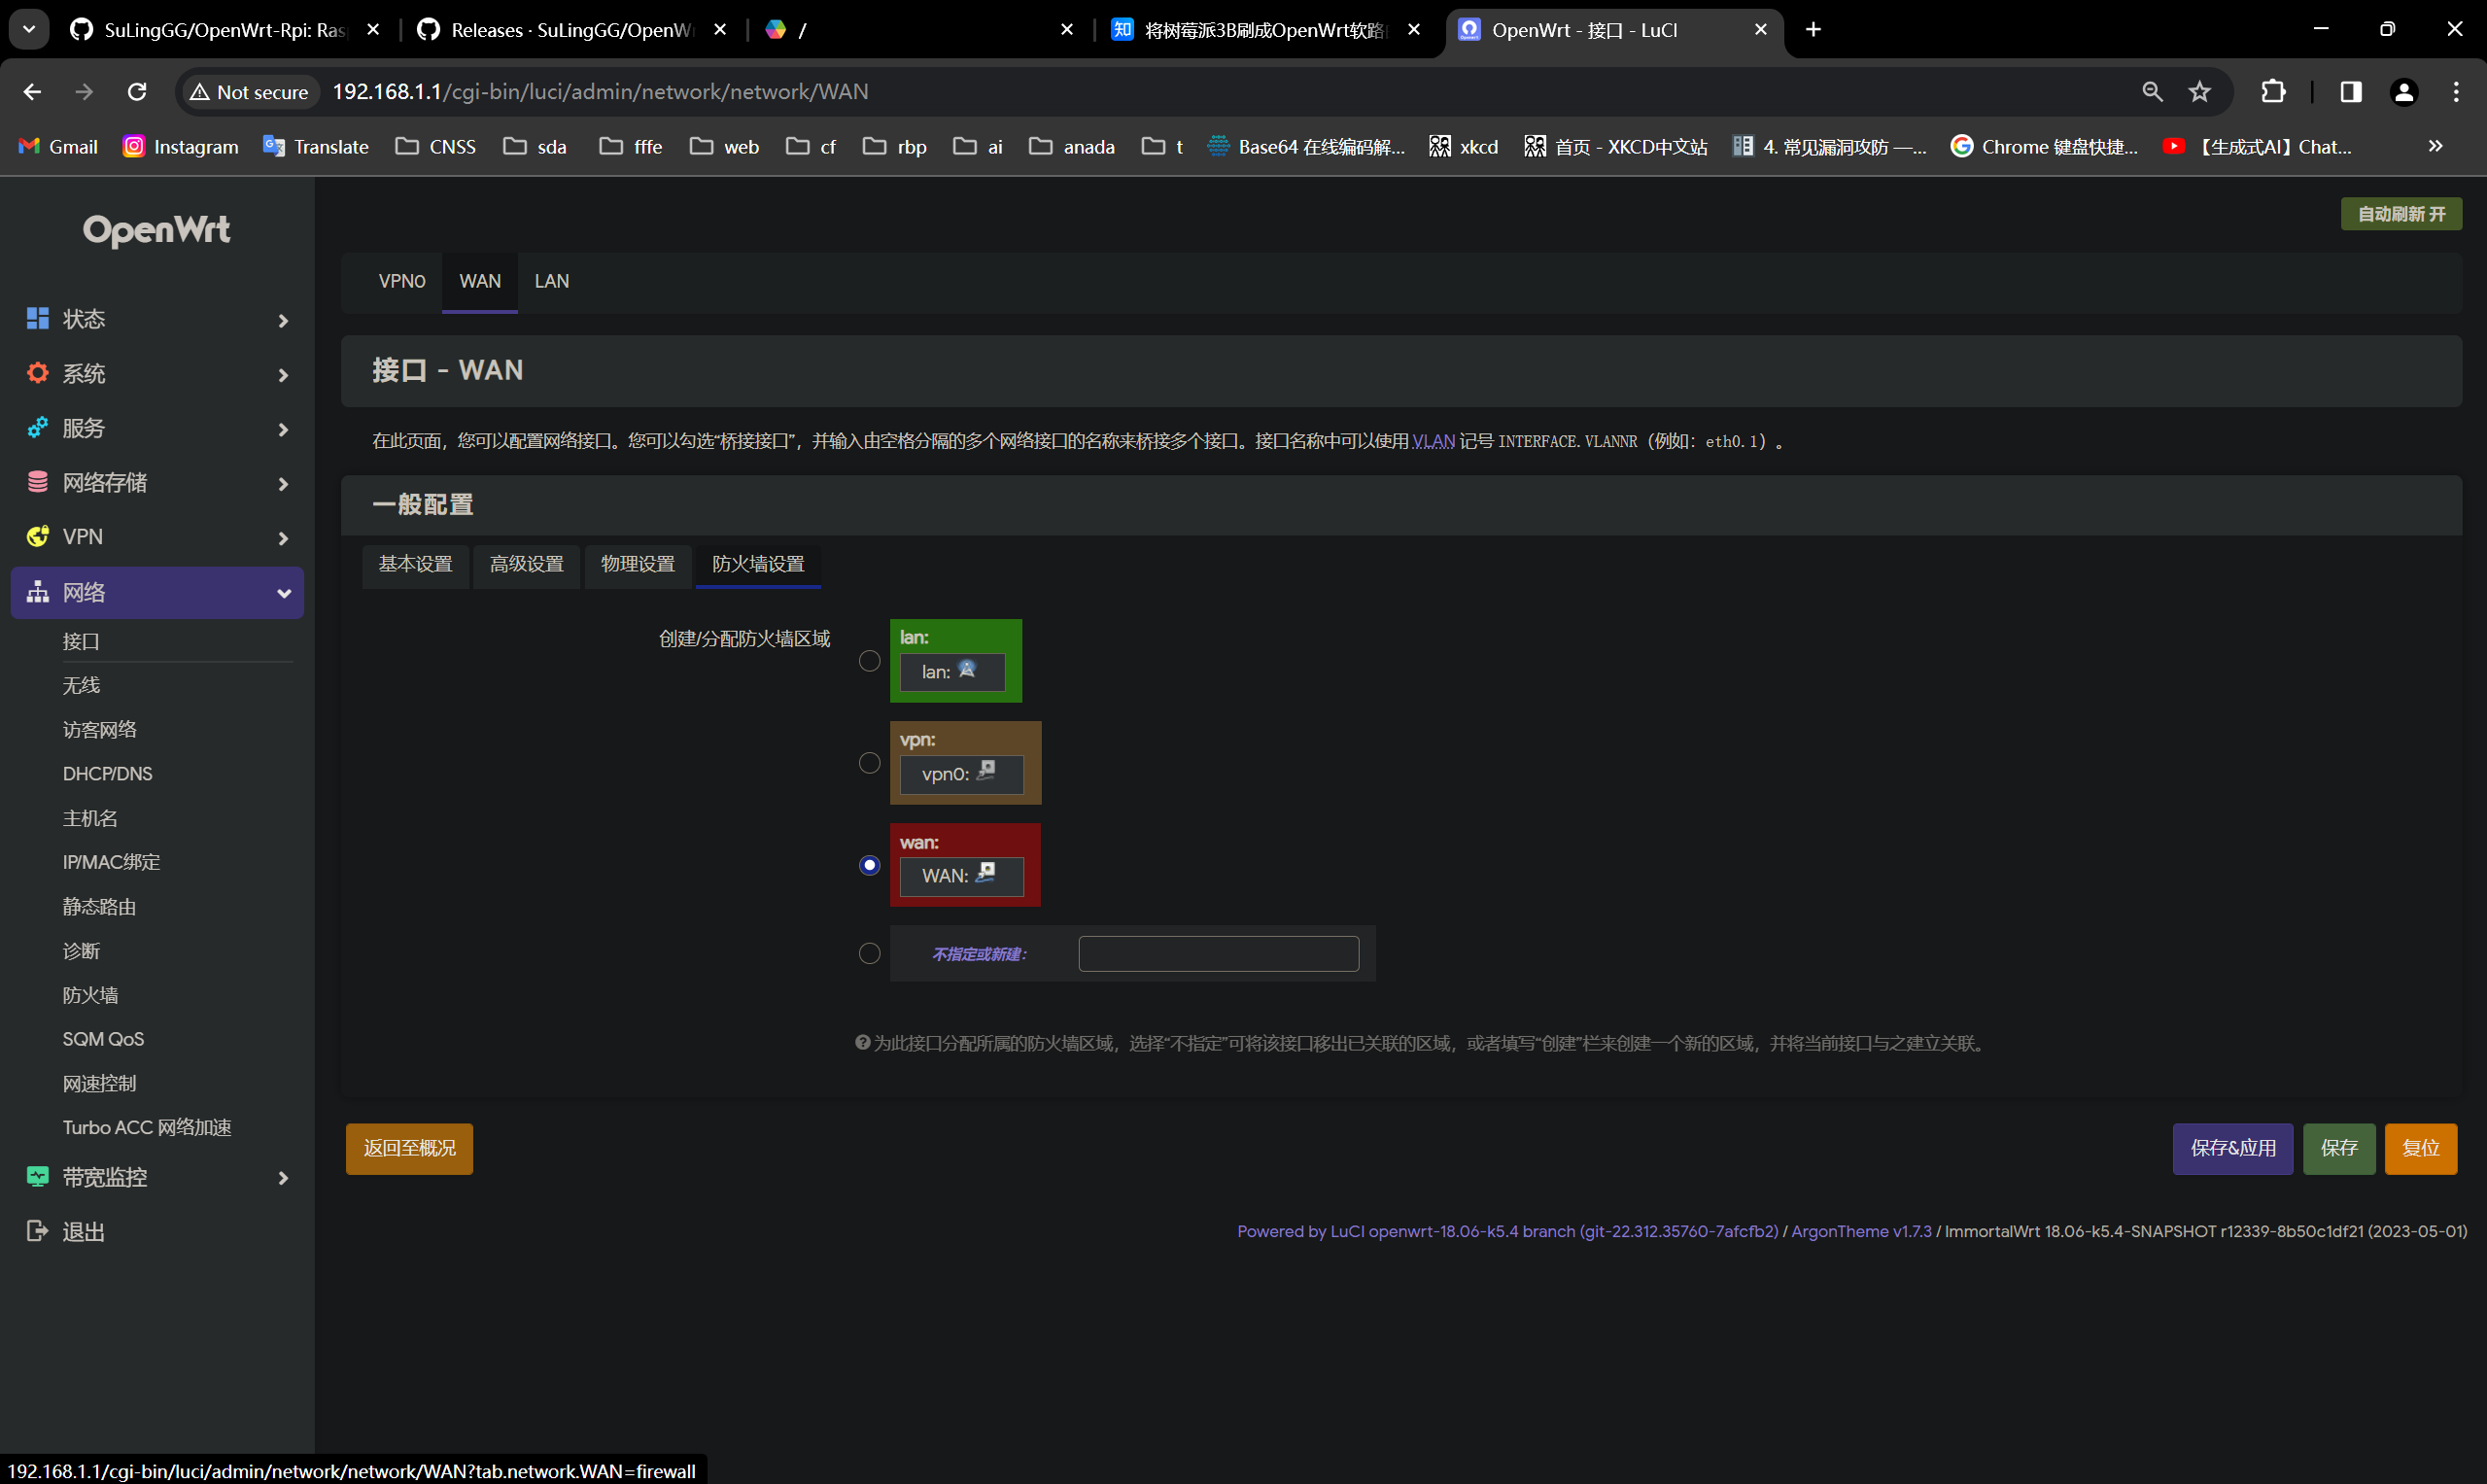 SuLingGG/OpenWrt-Rpi: Ras
Releases · SuLingGG/OpenW
/
知 将树莓派3B刷成OpenWrt软路
OpenWrt - 接口 - LuCI
Not secure 192.168.1.1/cgi-bin/luci/admin/network/network/WAN
Gmail Instagram Translate CNSS sda fffe web cf rbp ai anada t Base64 在线编码解... xkcd 首页 - XKCD中文站 4. 常见漏洞攻防 —... Chrome 键盘快捷... 【生成式AI】Chat...
OpenWrt
自动刷新 开
状态
系统
服务
网络存储
VPN
网络
接口
无线
访客网络
DHCP/DNS
主机名
IP/MAC绑定
静态路由
诊断
防火墙
SQM QoS
网速控制
Turbo ACC 网络加速
带宽监控
退出
VPN0 WAN LAN
接口 - WAN
在此页面，您可以配置网络接口。您可以勾选“桥接接口”，并输入由空格分隔的多个网络接口的名称来桥接多个接口。接口名称中可以使用 VLAN 记号 INTERFACE.VLANNR（例如：eth0.1）。
一般配置
基本设置 高级设置 物理设置 防火墙设置
创建/分配防火墙区域
lan:
lan:
vpn:
vpn0:
wan:
WAN:
不指定或新建：
为此接口分配所属的防火墙区域，选择“不指定”可将该接口移出已关联的区域，或者填写“创建”栏来创建一个新的区域，并将当前接口与之建立关联。
返回至概况 保存&应用 保存 复位
Powered by LuCI openwrt-18.06-k5.4 branch (git-22.312.35760-7afcfb2) / ArgonTheme v1.7.3 / ImmortalWrt 18.06-k5.4-SNAPSHOT r12339-8b50c1df21 (2023-05-01)
192.168.1.1/cgi-bin/luci/admin/network/network/WAN?tab.network.WAN=firewall